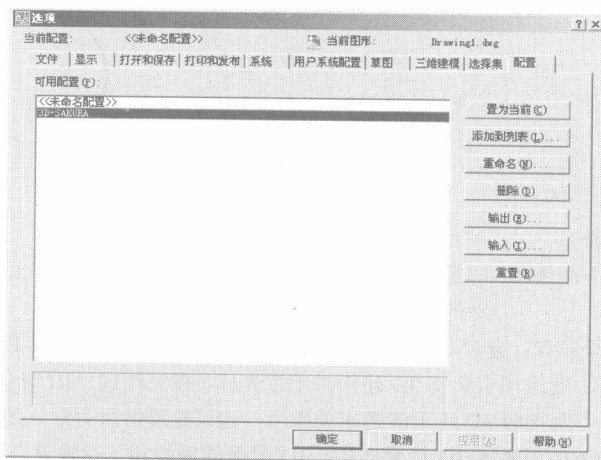 选项
当前配置: <<未命名配置>> 当前图形: Drawing1.dwg
文件 显示 打开和保存 打印和发布 系统 用户系统配置 草图 三维建模 选择集 配置
可用配置(P):
<<未命名配置>>
3D-SAKURA
置为当前(C)
添加到列表(L)...
重命名(N)...
删除(D)
输出(E)...
输入(I)...
重置(R)
确定 取消 应用(A) 帮助(H)